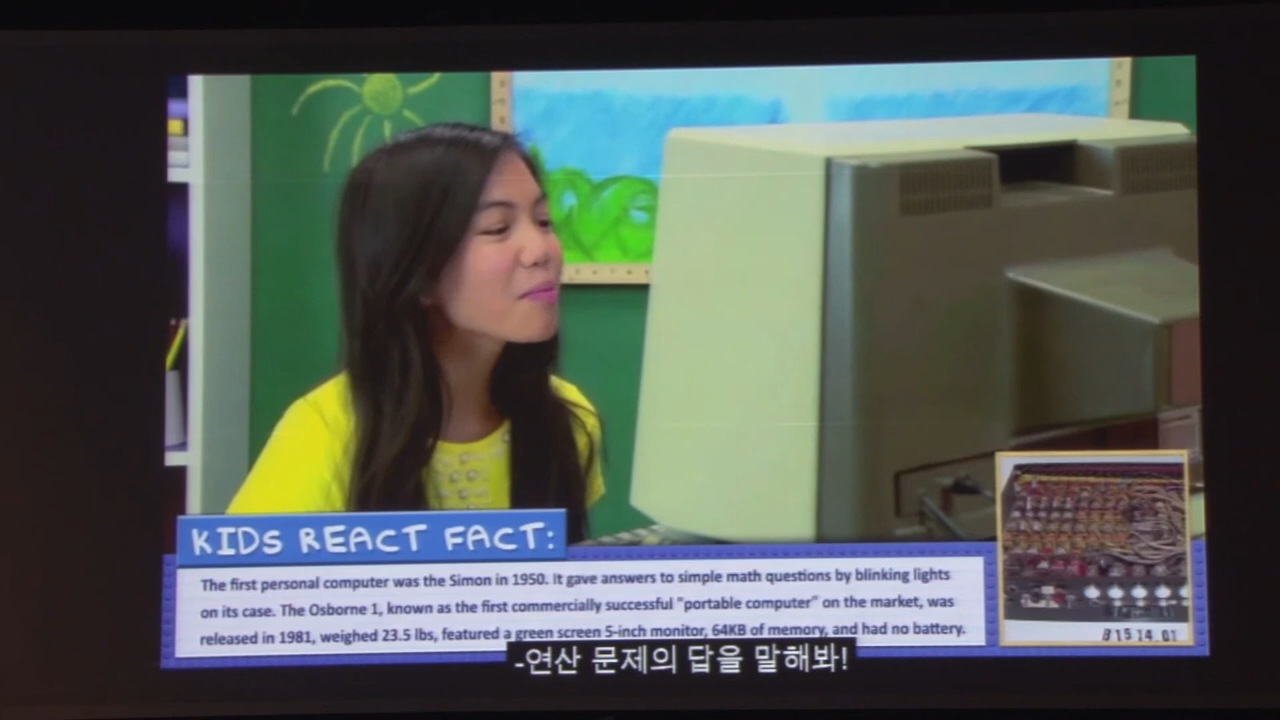 KIDS REACT FACT:
The first personal computer was the Simon in 1950. It gave answers to simple math questions by blinking lights
on its case. The Osborne 1, known as the first commercially successful "portable computer" on the market, was
released in 1981, weighed 23.5 lbs, featured a green screen 5-inch monitor, 64KB of memory, and had no battery.
815 14 01
-연산 문제의 답을 말해봐!